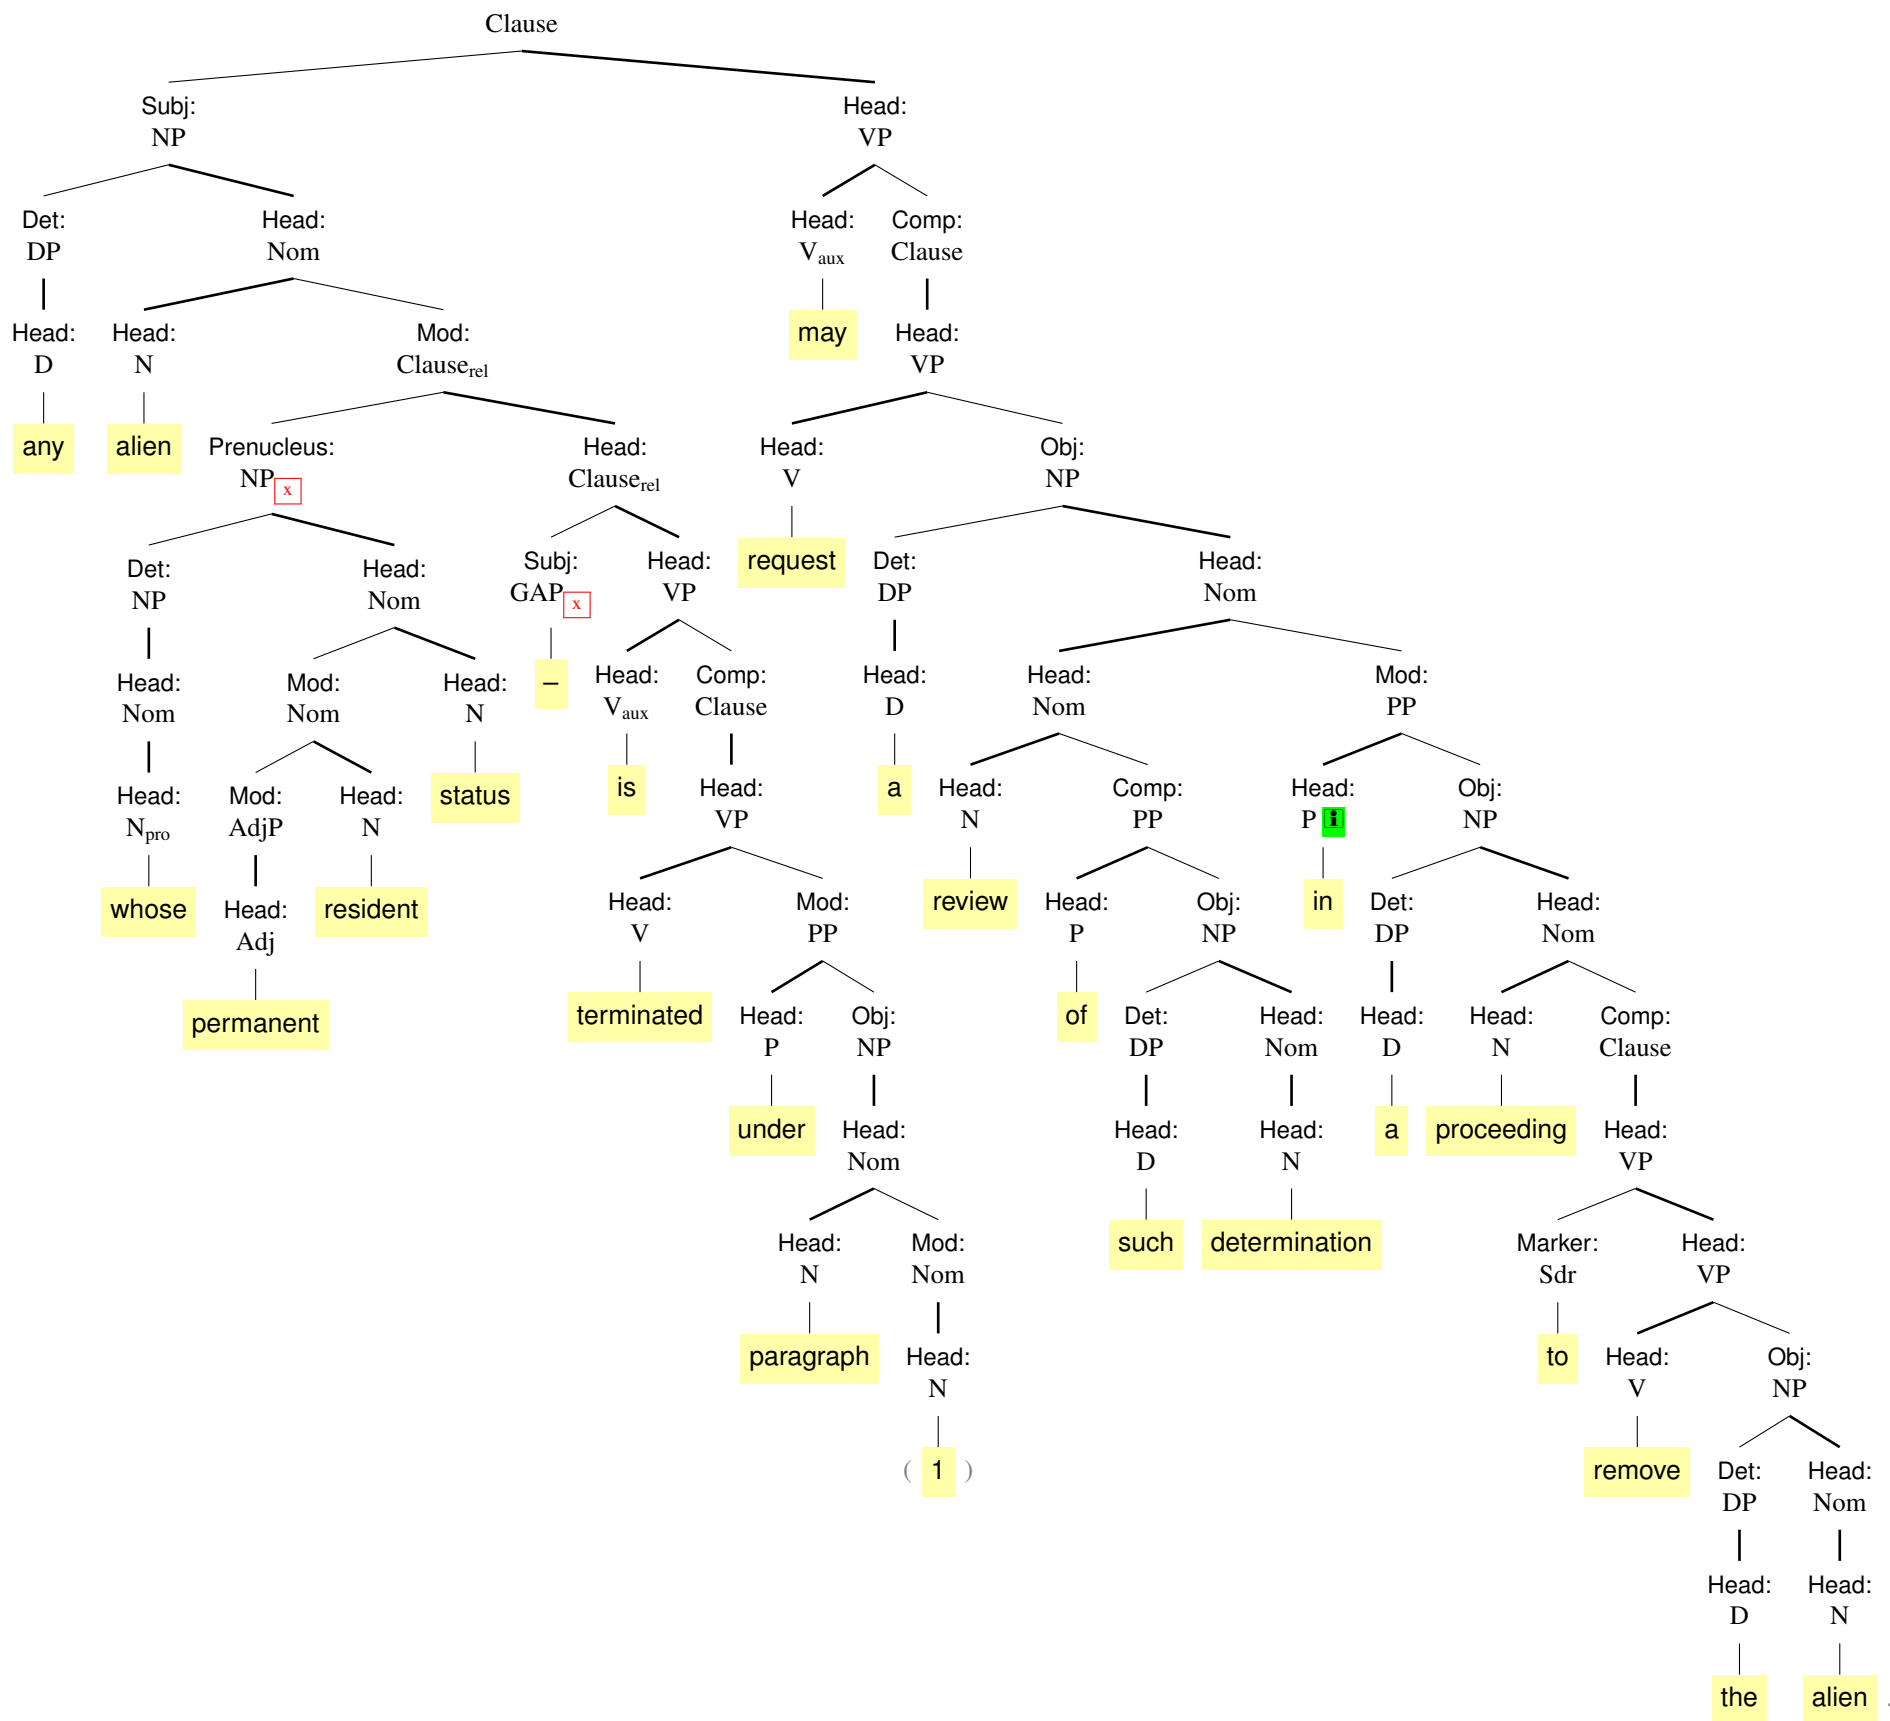 Clause
Subj: Head:
NP VP
Det: Head: Head: Comp:
DP Nom Vaux Clause
Head: Head: Mod: may Head:
D N Clauserel VP
any alien Prenucleus: Head: Head: Obj:
NP x Clauserel V NP
Det: Head: Subj: Head: request Det: Head:
NP Nom GAP x VP DP Nom
Head: Mod: Head: – Head: Comp: Head: Head: Mod:
Nom Nom N Vaux Clause D Nom PP
Head: Mod: Head: status is Head: a Head: Comp: Head: Obj:
Npro AdjP N VP N PP P i NP
whose Head: resident Head: Mod: review Head: Obj: in Det: Head:
Adj V PP P NP DP Nom
permanent terminated Head: Obj: of Det: Head: Head: Head: Comp:
P NP DP Nom D N Clause
under Head: Head: Head: a proceeding Head:
Nom D N VP
Head: Mod: such determination Marker: Head:
N Nom Sdr VP
paragraph Head: to Head: Obj:
N V NP
( 1 ) remove Det: Head:
DP Nom
Head: Head:
D N
the alien .